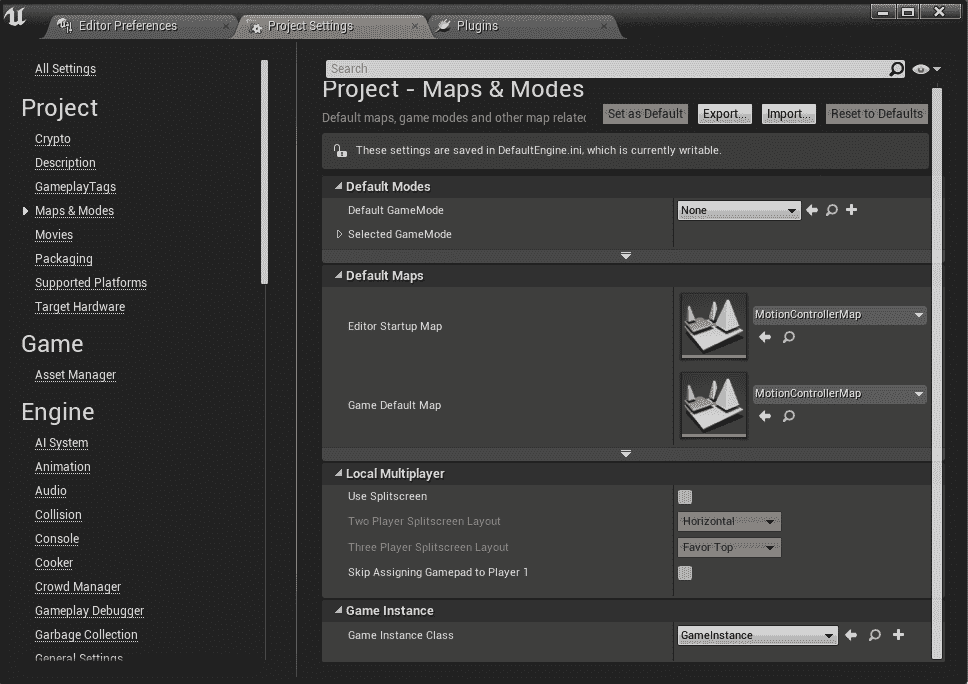 Editor Preferences
Project Settings
Plugins
All Settings
Project
Crypto
Description
GameplayTags
Maps & Modes
Movies
Packaging
Supported Platforms
Target Hardware
Game
Asset Manager
Engine
AI System
Animation
Audio
Collision
Console
Cooker
Crowd Manager
Gameplay Debugger
Garbage Collection
General Settings
Search
Project - Maps & Modes
Default maps, game modes and other map related
Set as Default
Export...
Import...
Reset to Defaults
These settings are saved in DefaultEngine.ini, which is currently writable.
Default Modes
Default GameMode
None
Selected GameMode
Default Maps
Editor Startup Map
MotionControllerMap
Game Default Map
MotionControllerMap
Local Multiplayer
Use Splitscreen
Two Player Splitscreen Layout
Horizontal
Three Player Splitscreen Layout
Favor Top
Skip Assigning Gamepad to Player 1
Game Instance
Game Instance Class
GameInstance